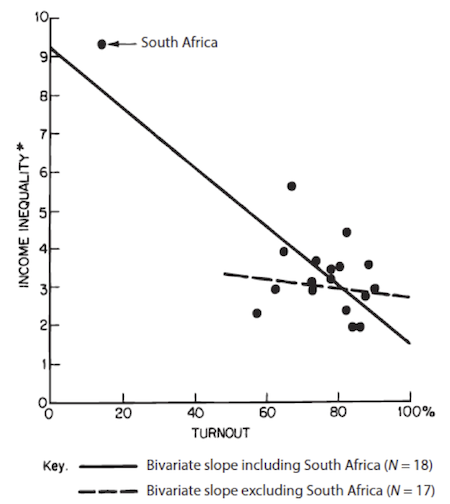 10
South Africa
9
8
7
6
5
4
3
2
1
0
INCOME INEQUALITY*
0 20 40 60 80 100%
TURNOUT
Key. Bivariate slope including South Africa (N = 18)
Bivariate slope excluding South Africa (N = 17)